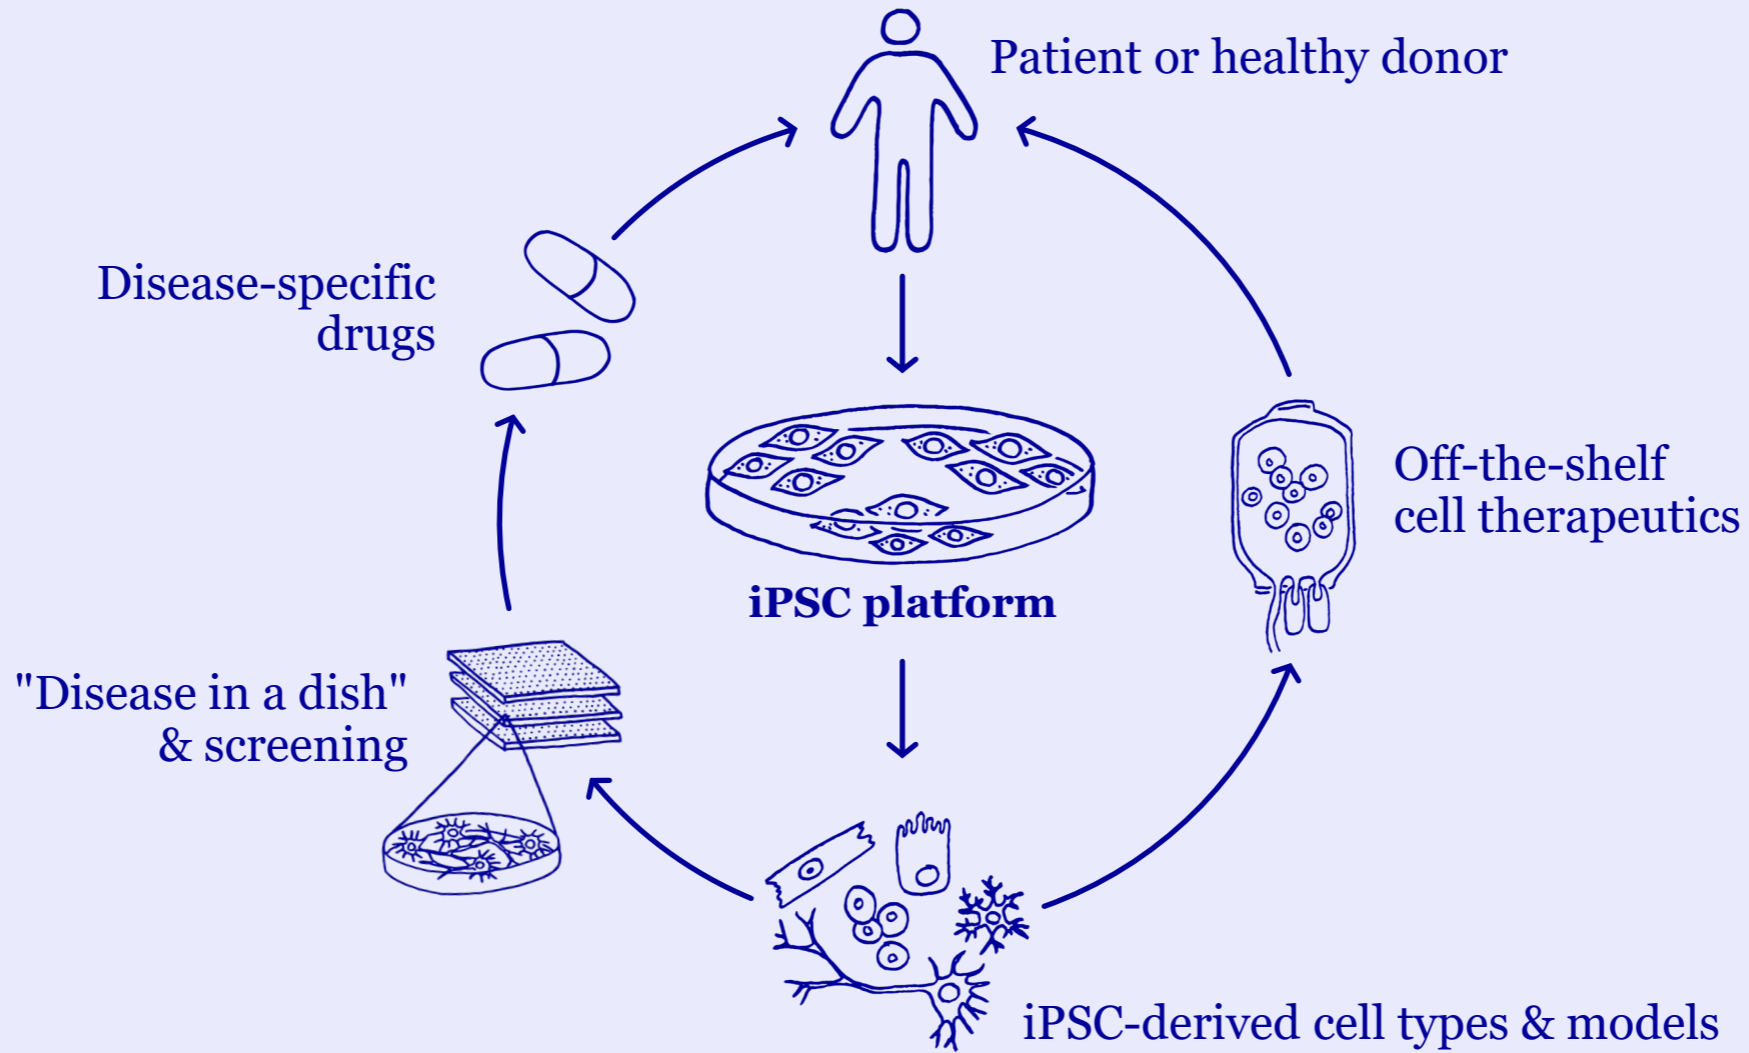 Patient or healthy donor
Disease-specific
drugs
Off-the-shelf
cell therapeutics
iPSC platform
"Disease in a dish"
& screening
iPSC-derived cell types & models